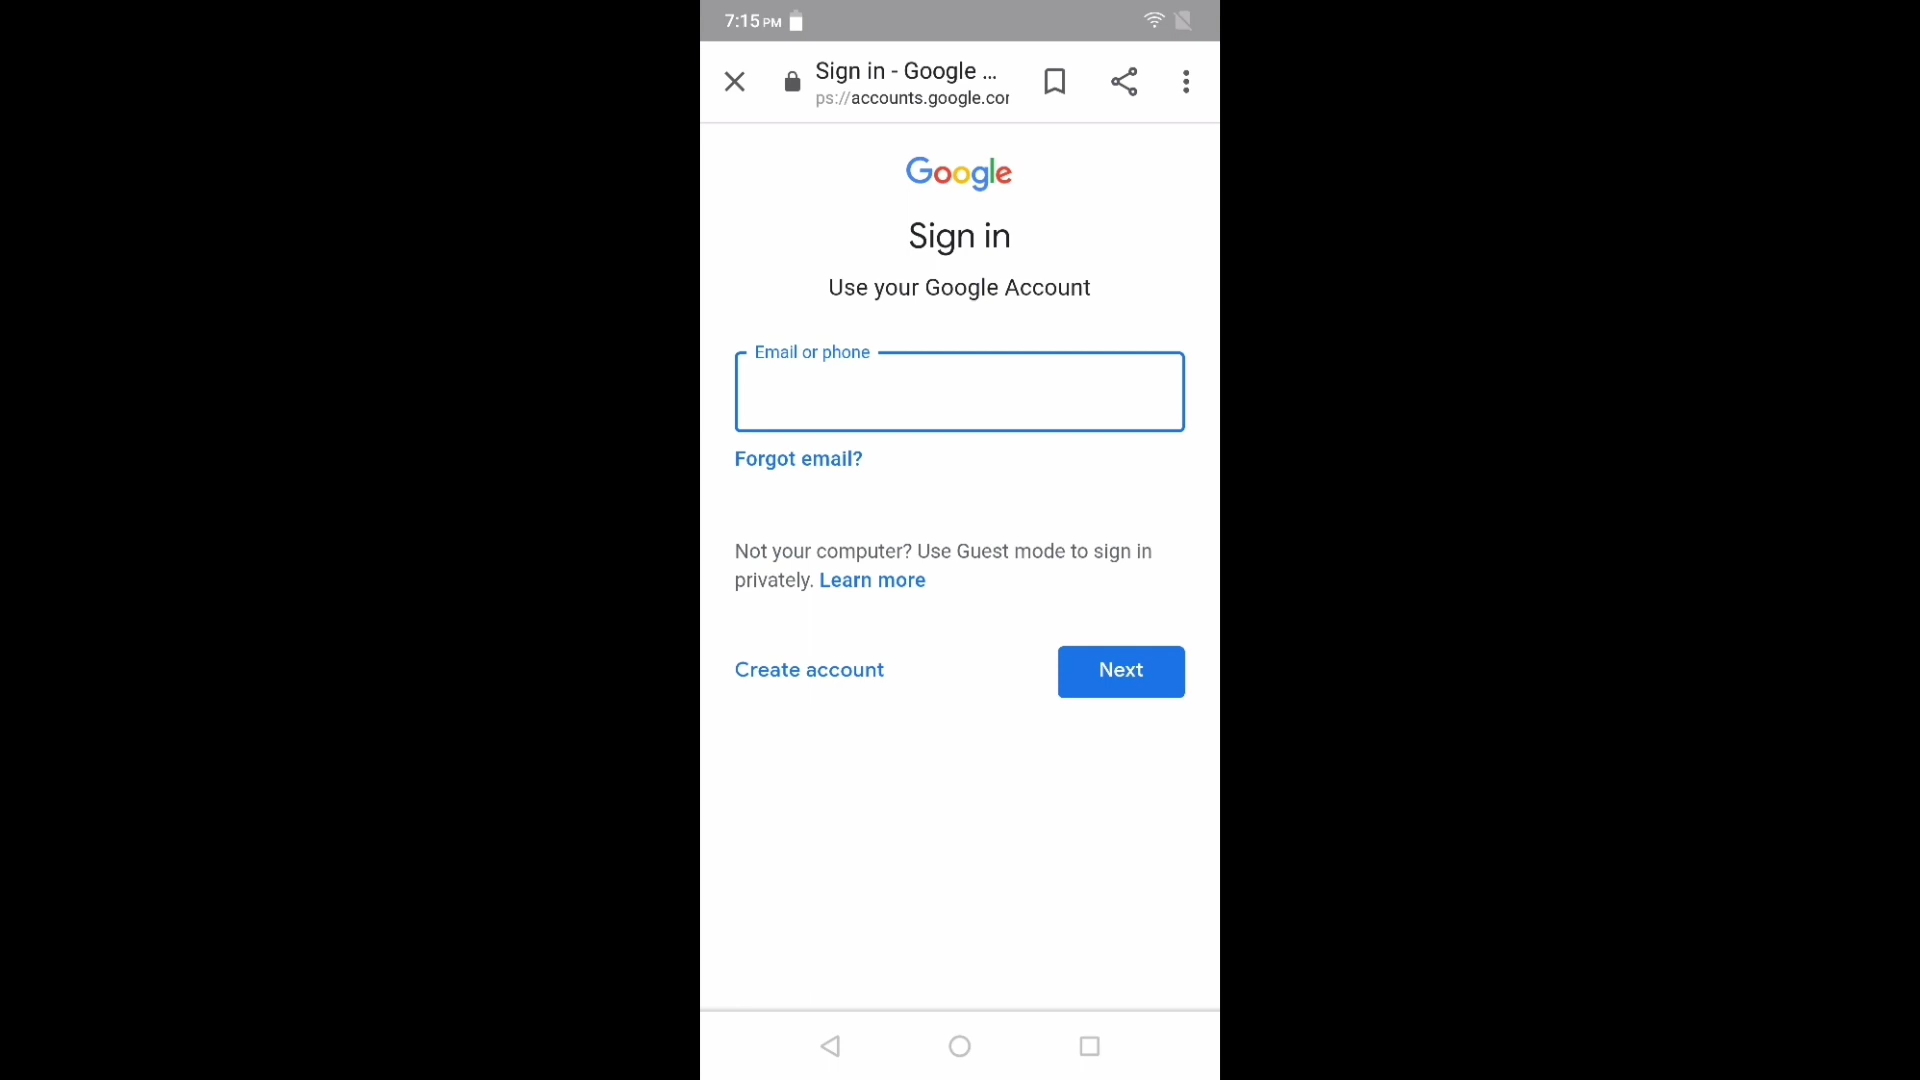 7:15 PM
Sign in - Google ...
ps://accounts.google.cor
Google
Sign in
Use your Google Account
Email or phone
Forgot email?
Not your computer? Use Guest mode to sign in
privately. Learn more
Create account
Next